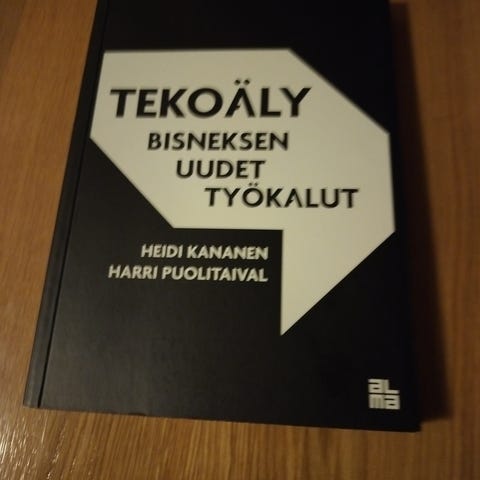 TEKOÄLY
BISNEKSEN
UUDET
TYÖKALUT
HEIDI KANANEN
HARRI PUOLITAIVAL
aL
ma